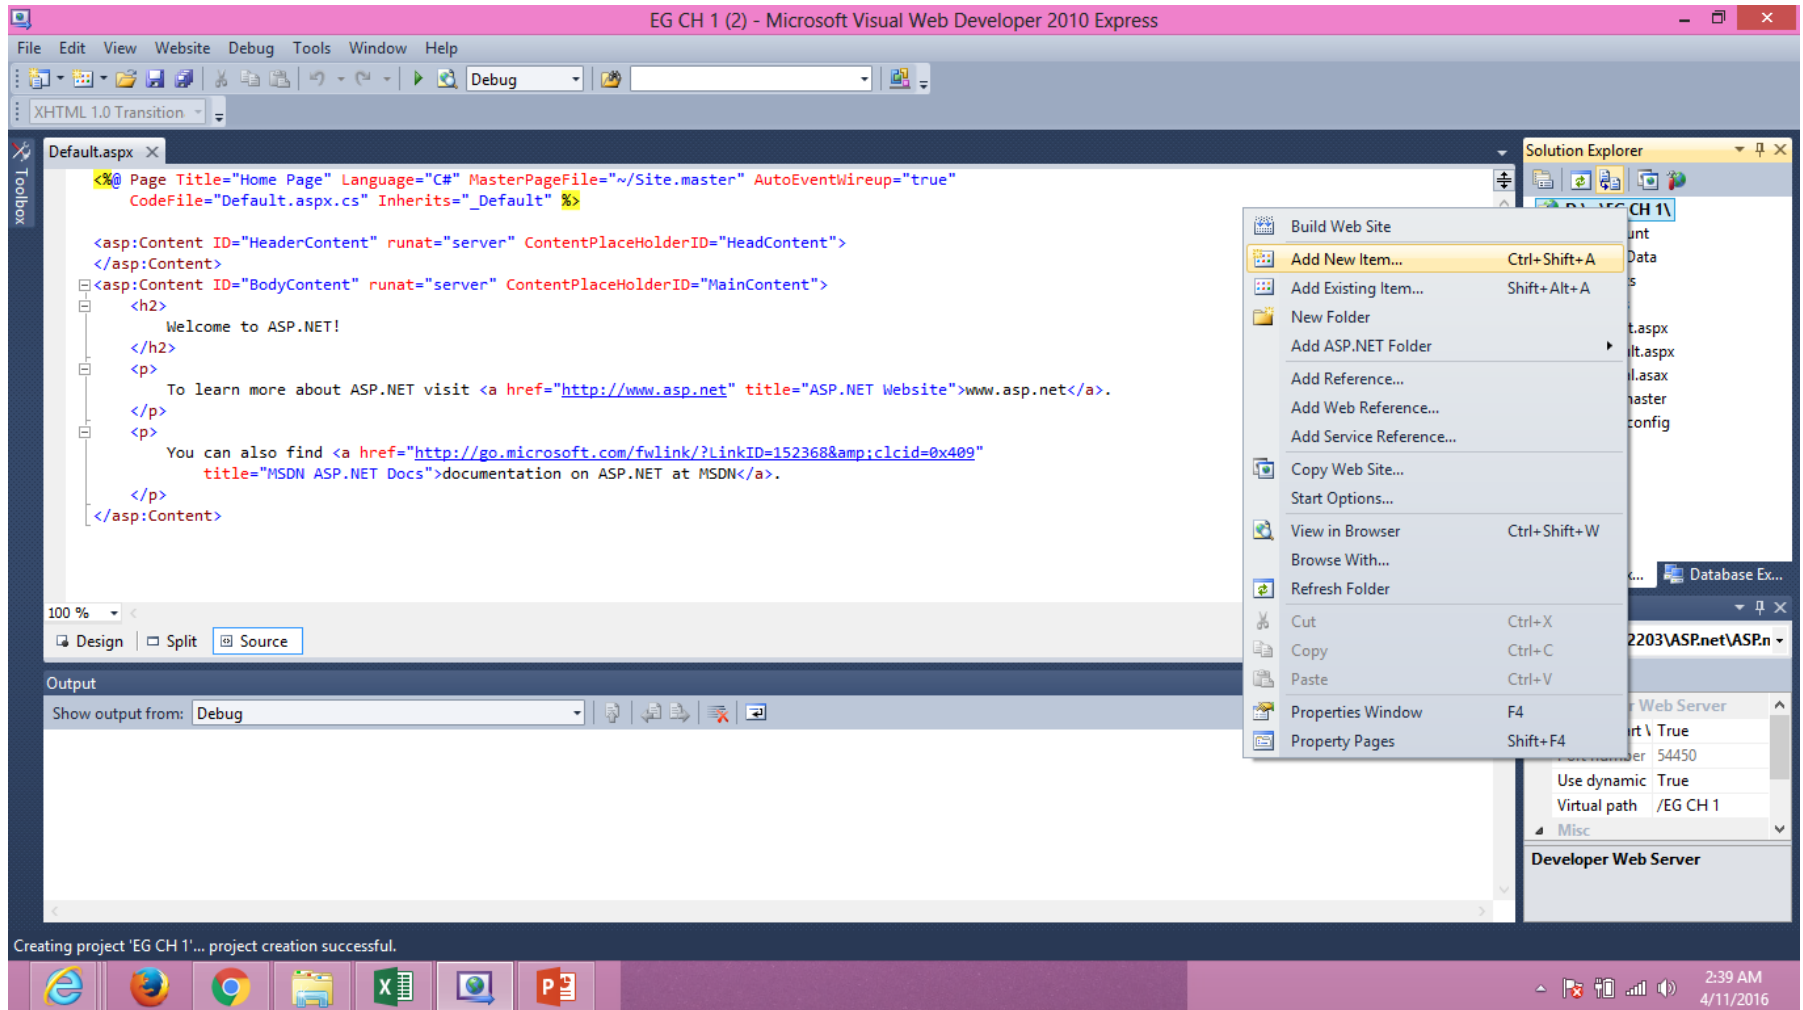 EG CH 1 (2) - Microsoft Visual Web Developer 2010 Express
File Edit View Website Debug Tools Window Help
Debug
XHTML 1.0 Transition
Toolbox
Default.aspx
<%@ Page Title="Home Page" Language="C#" MasterPageFile="~/Site.master" AutoEventWireup="true"
CodeFile="Default.aspx.cs" Inherits="_Default" %>
<asp:Content ID="HeaderContent" runat="server" ContentPlaceHolderID="HeadContent">
</asp:Content>
<asp:Content ID="BodyContent" runat="server" ContentPlaceHolderID="MainContent">
<h2>
Welcome to ASP.NET!
</h2>
<p>
To learn more about ASP.NET visit <a href="http://www.asp.net" title="ASP.NET Website">www.asp.net</a>.
</p>
<p>
You can also find <a href="http://go.microsoft.com/fwlink/?LinkID=152368&amp;clcid=0x409"
title="MSDN ASP.NET Docs">documentation on ASP.NET at MSDN</a>.
</p>
</asp:Content>
100 %
Design Split Source
Output
Show output from: Debug
Build Web Site
Add New Item... Ctrl+Shift+A
Add Existing Item... Shift+Alt+A
New Folder
Add ASP.NET Folder
Add Reference...
Add Web Reference...
Add Service Reference...
Copy Web Site...
Start Options...
View in Browser Ctrl+Shift+W
Browse With...
Refresh Folder
Cut Ctrl+X
Copy Ctrl+C
Paste Ctrl+V
Properties Window F4
Property Pages Shift+F4
Solution Explorer
CH 1\
unt
Data
s
t.aspx
ult.aspx
l.asax
naster
config
Database Ex...
2203\ASP.net\ASP.n
r Web Server
rt True
er 54450
Use dynamic True
Virtual path /EG CH 1
Misc
Developer Web Server
Creating project 'EG CH 1'... project creation successful.
2:39 AM
4/11/2016